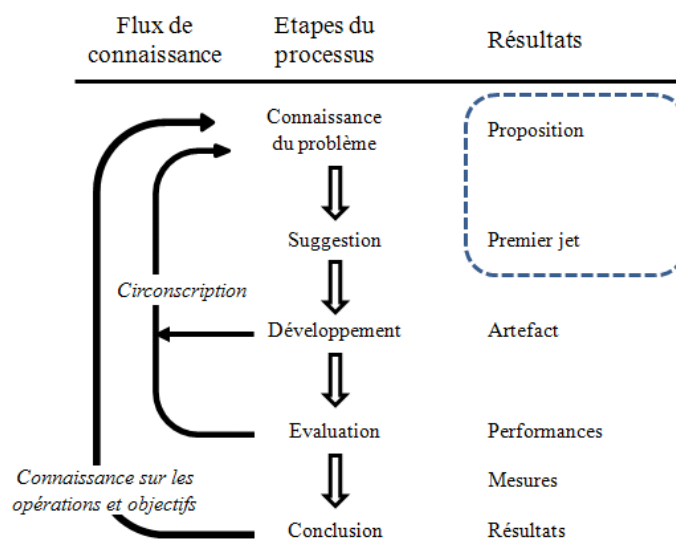 Flux de
connaissance
Etapes du
processus
Résultats
Connaissance
du problème
Proposition
Suggestion
Premier jet
Circonscription
Développement
Artefact
Evaluation
Performances
Connaissance sur les
opérations et objectifs
Mesures
Conclusion
Résultats